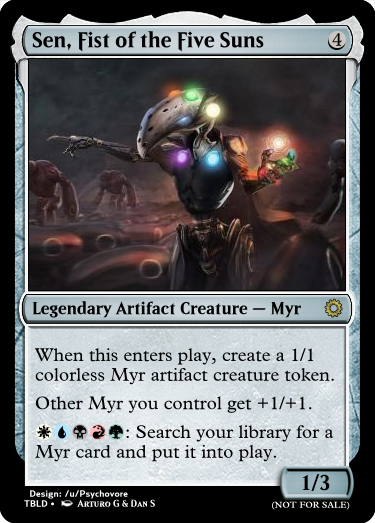 Sen, Fist of the Five Suns 4
Legendary Artifact Creature — Myr
When this enters play, create a 1/1
colorless Myr artifact creature token.
Other Myr you control get +1/+1.
: Search your library for a
Myr card and put it into play.
1/3
Design: /u/Psychovore
TBLD • Arturo G & Dan S
(NOT FOR SALE)